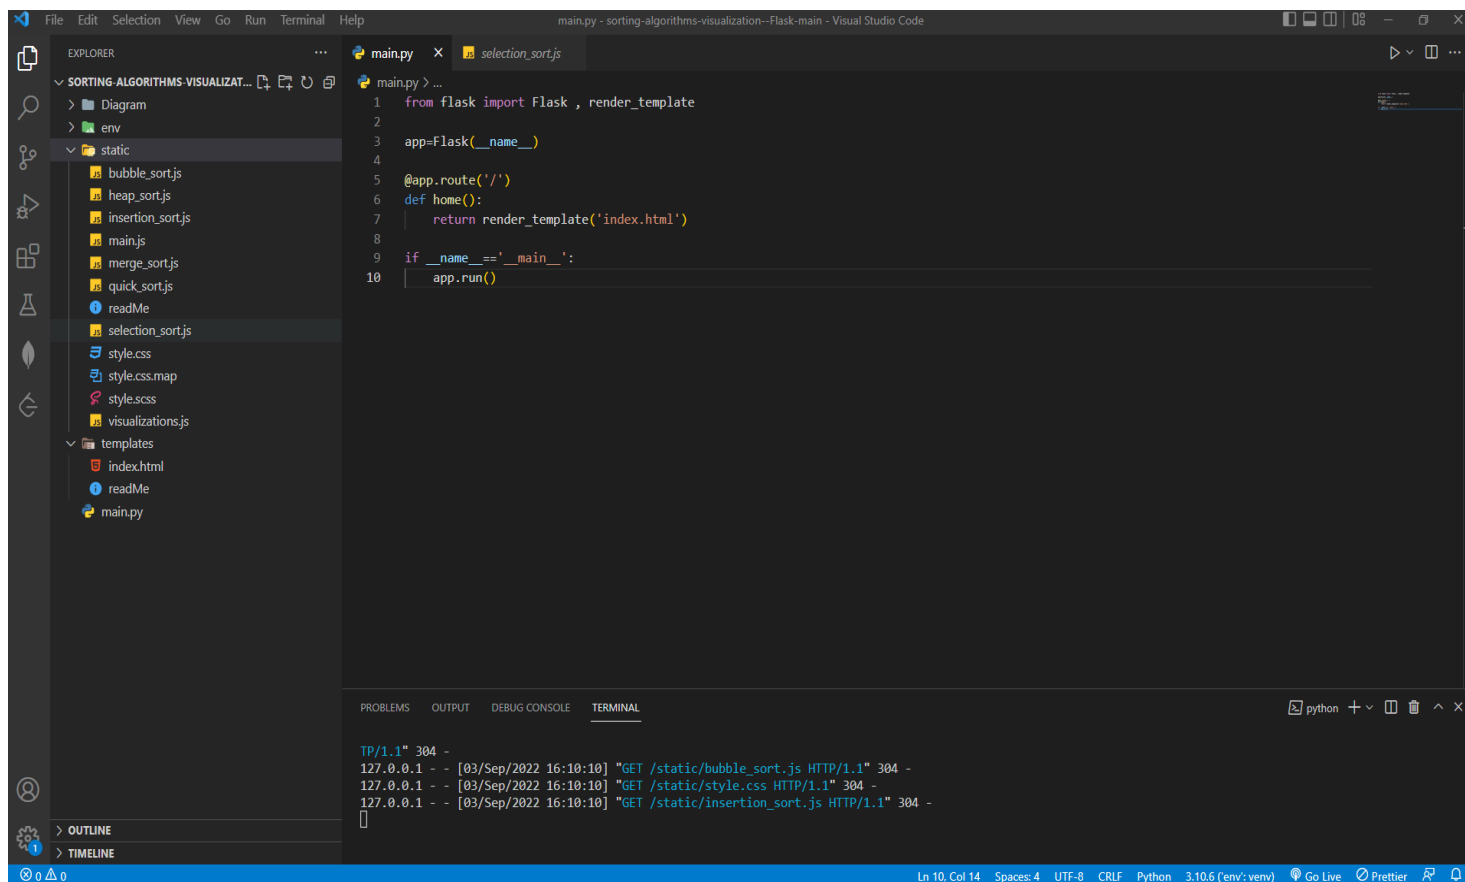 File Edit Selection View Go Run Terminal Help
main.py - sorting-algorithms-visualization--Flask-main - Visual Studio Code
EXPLORER
SORTING-ALGORITHMS-VISUALIZAT...
Diagram
env
static
bubble_sort.js
heap_sort.js
insertion_sort.js
main.js
merge_sort.js
quick_sort.js
readMe
selection_sort.js
style.css
style.css.map
style.scss
visualizations.js
templates
index.html
readMe
main.py
OUTLINE
TIMELINE
main.py selection_sort.js
main.py > ...
1 from flask import Flask , render_template
2
3 app=Flask(__name__)
4
5 @app.route('/')
6 def home():
7 return render_template('index.html')
8
9 if __name__=='__main__':
10 app.run()
PROBLEMS OUTPUT DEBUG CONSOLE TERMINAL
python
TP/1.1" 304 -
127.0.0.1 - - [03/Sep/2022 16:10:10] "GET /static/bubble_sort.js HTTP/1.1" 304 -
127.0.0.1 - - [03/Sep/2022 16:10:10] "GET /static/style.css HTTP/1.1" 304 -
127.0.0.1 - - [03/Sep/2022 16:10:10] "GET /static/insertion_sort.js HTTP/1.1" 304 -
1
0 0 Ln 10, Col 14 Spaces: 4 UTF-8 CRLF Python 3.10.6 ('env': venv) Go Live Prettier